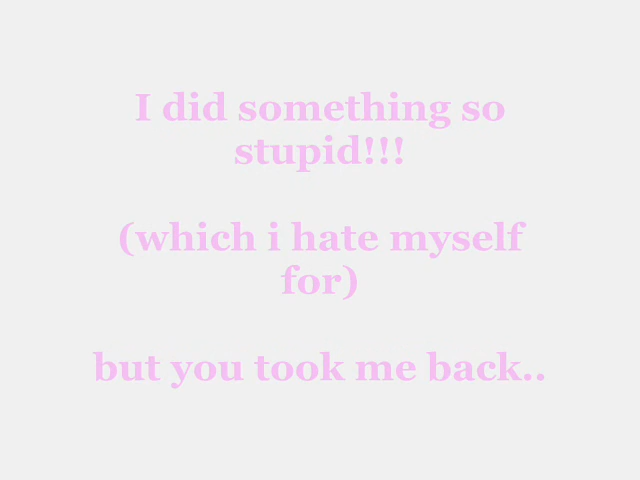 I did something so
stupid!!!
(which i hate myself
for)
but you took me back..